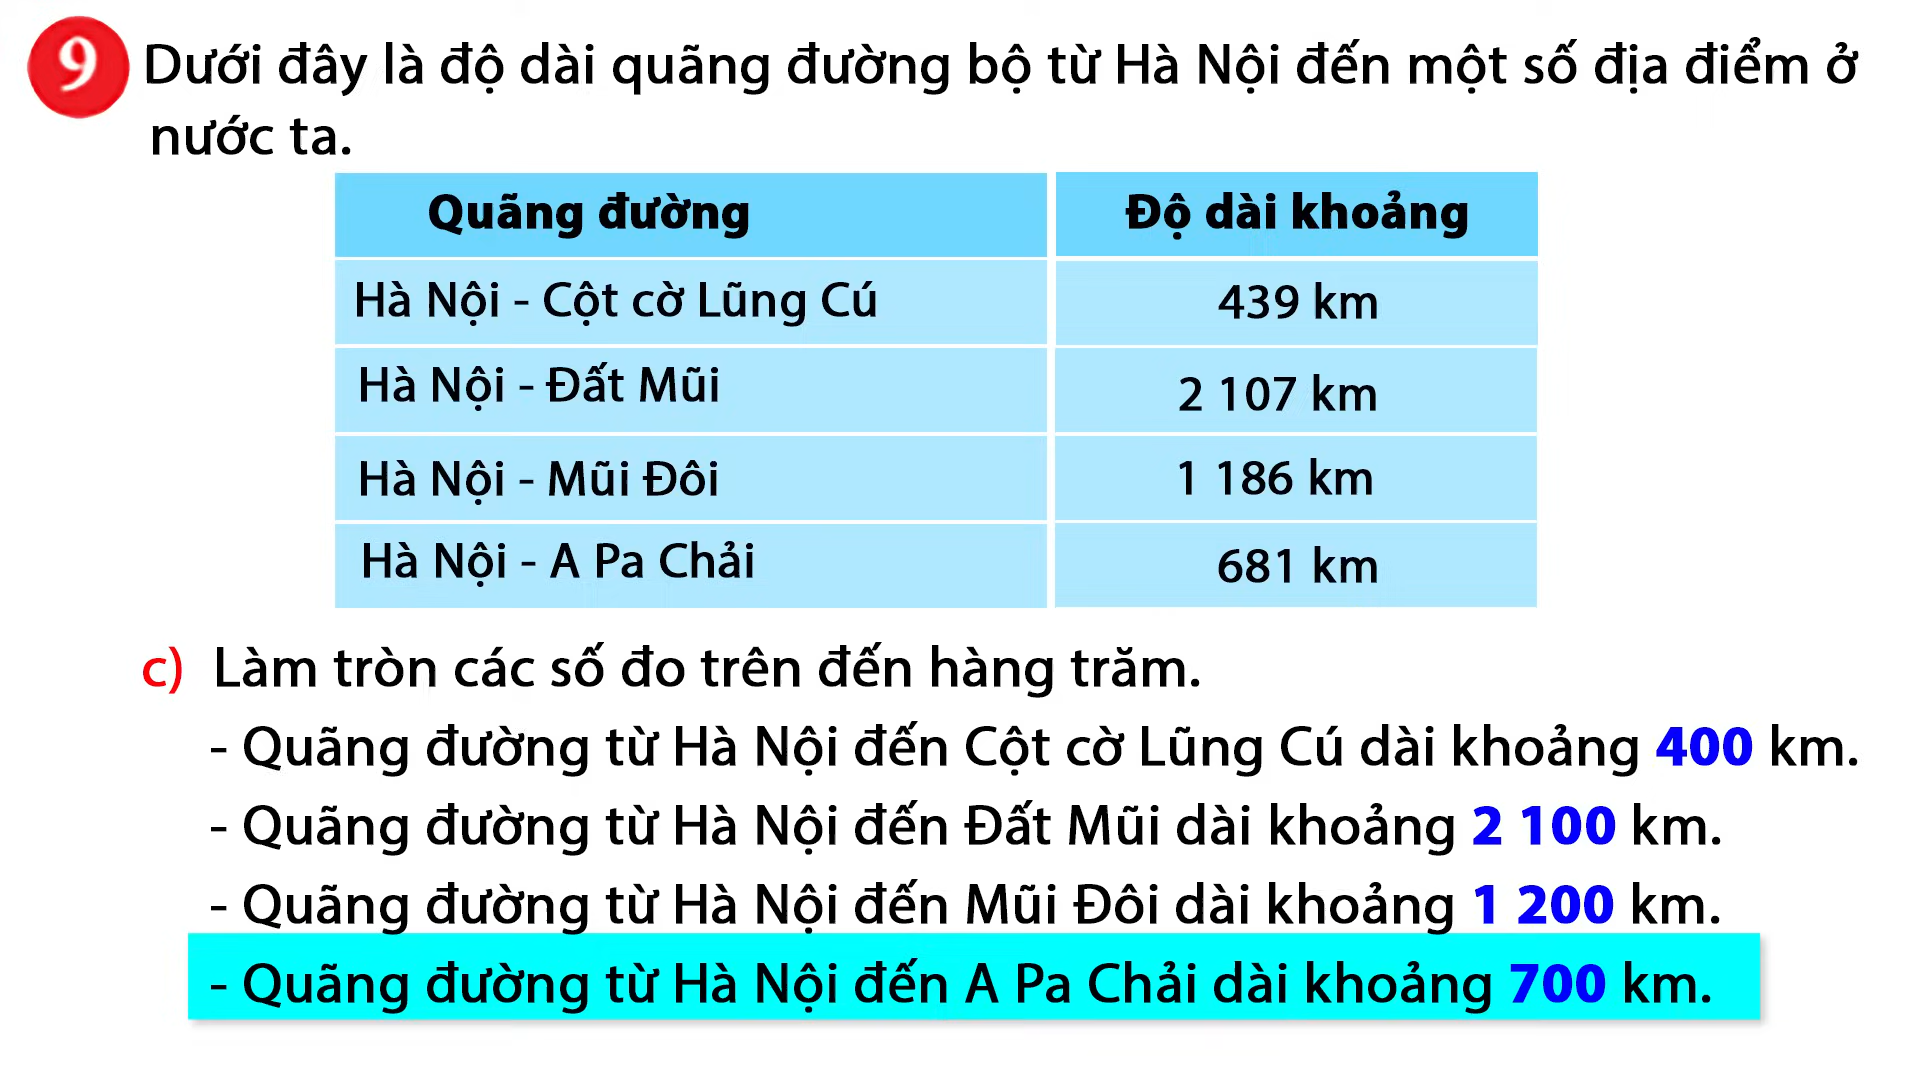 9 Dưới đây là độ dài quãng đường bộ từ Hà Nội đến một số địa điểm ở
nước ta.
Quãng đường Độ dài khoảng
Hà Nội - Cột cờ Lũng Cú 439 km
Hà Nội - Đất Mũi 2 107 km
Hà Nội - Mũi Đôi 1 186 km
Hà Nội - A Pa Chải 681 km
c) Làm tròn các số đo trên đến hàng trăm.
- Quãng đường từ Hà Nội đến Cột cờ Lũng Cú dài khoảng 400 km.
- Quãng đường từ Hà Nội đến Đất Mũi dài khoảng 2 100 km.
- Quãng đường từ Hà Nội đến Mũi Đôi dài khoảng 1 200 km.
- Quãng đường từ Hà Nội đến A Pa Chải dài khoảng 700 km.